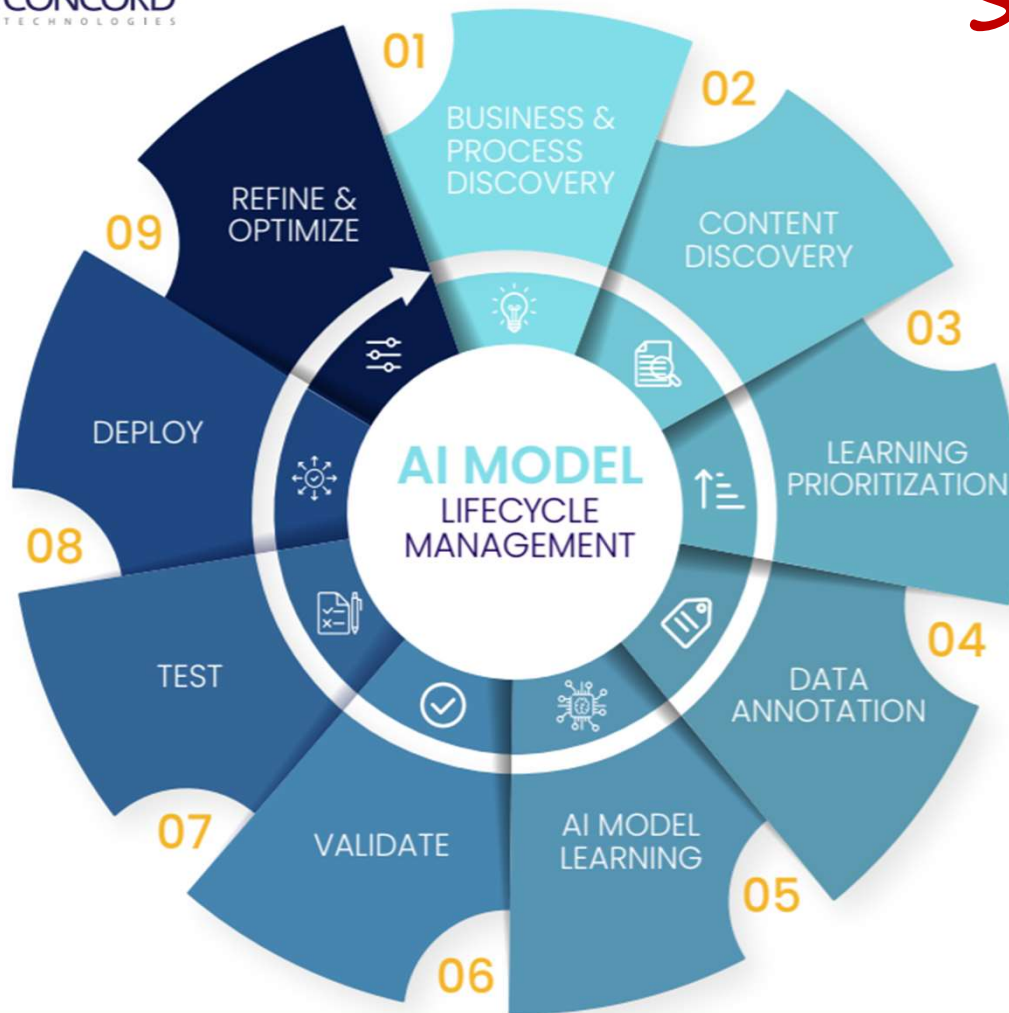 CONCORD
TECHNOLOGIES
01
BUSINESS &
PROCESS
DISCOVERY
02
CONTENT
DISCOVERY
03
LEARNING
PRIORITIZATION
04
DATA
ANNOTATION
05
AI MODEL
LEARNING
06
VALIDATE
07
TEST
08
DEPLOY
09
REFINE &
OPTIMIZE
AI MODEL
LIFECYCLE
MANAGEMENT